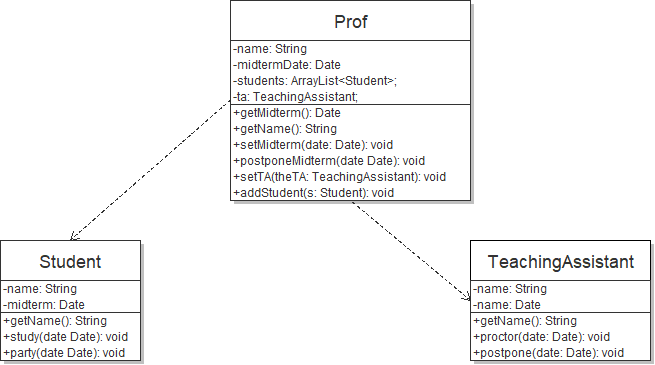 Prof
-name: String
-midtermDate: Date
-students: ArrayList<Student>;
-ta: TeachingAssistant;
+getMidterm(): Date
+getName(): String
+setMidterm(date: Date): void
+postponeMidterm(date Date): void
+setTA(theTA: TeachingAssistant): void
+addStudent(s: Student): void
Student
-name: String
-midterm: Date
+getName(): String
+study(date Date): void
+party(date Date): void
TeachingAssistant
-name: String
-name: Date
+getName(): String
+proctor(date: Date): void
+postpone(date: Date): void